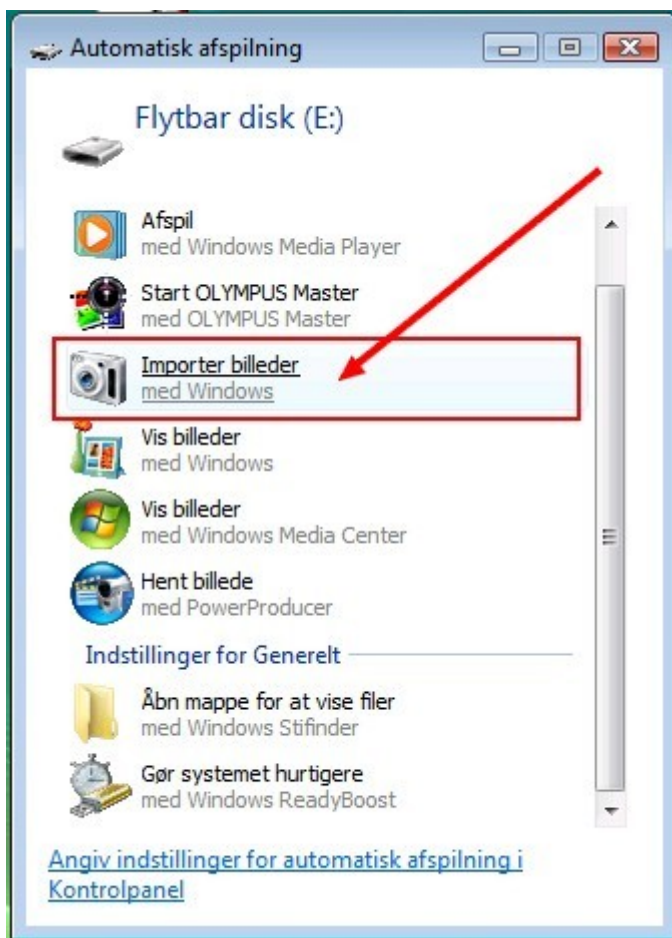 Automatisk afspilning
Flytbar disk (E:)
Afspil
med Windows Media Player
Start OLYMPUS Master
med OLYMPUS Master
Importer billeder
med Windows
Vis billeder
med Windows
Vis billeder
med Windows Media Center
Hent billede
med PowerProducer
Indstillinger for Generelt
Åbn mappe for at vise filer
med Windows Stifinder
Gør systemet hurtigere
med Windows ReadyBoost
Angiv indstillinger for automatisk afspilning i
Kontrolpanel